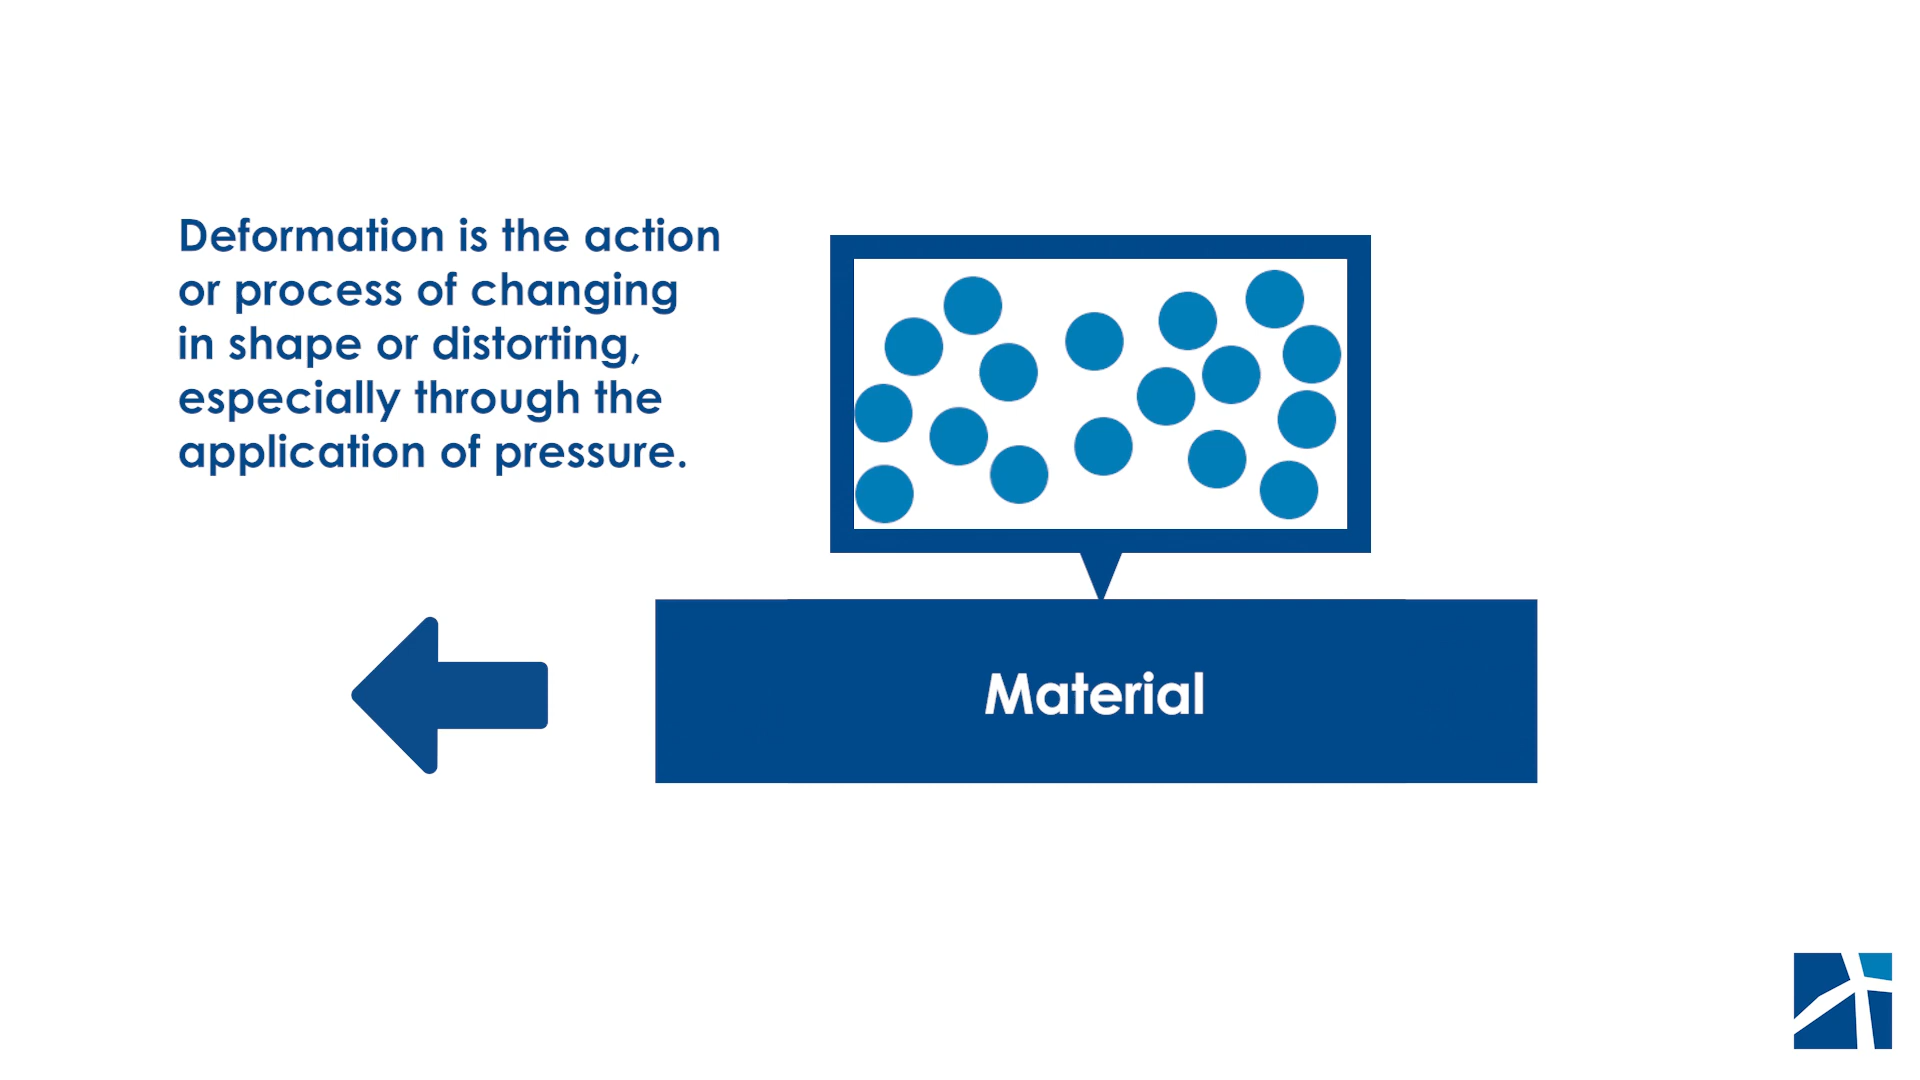 Deformation is the action
or process of changing
in shape or distorting,
especially through the
application of pressure.
Material